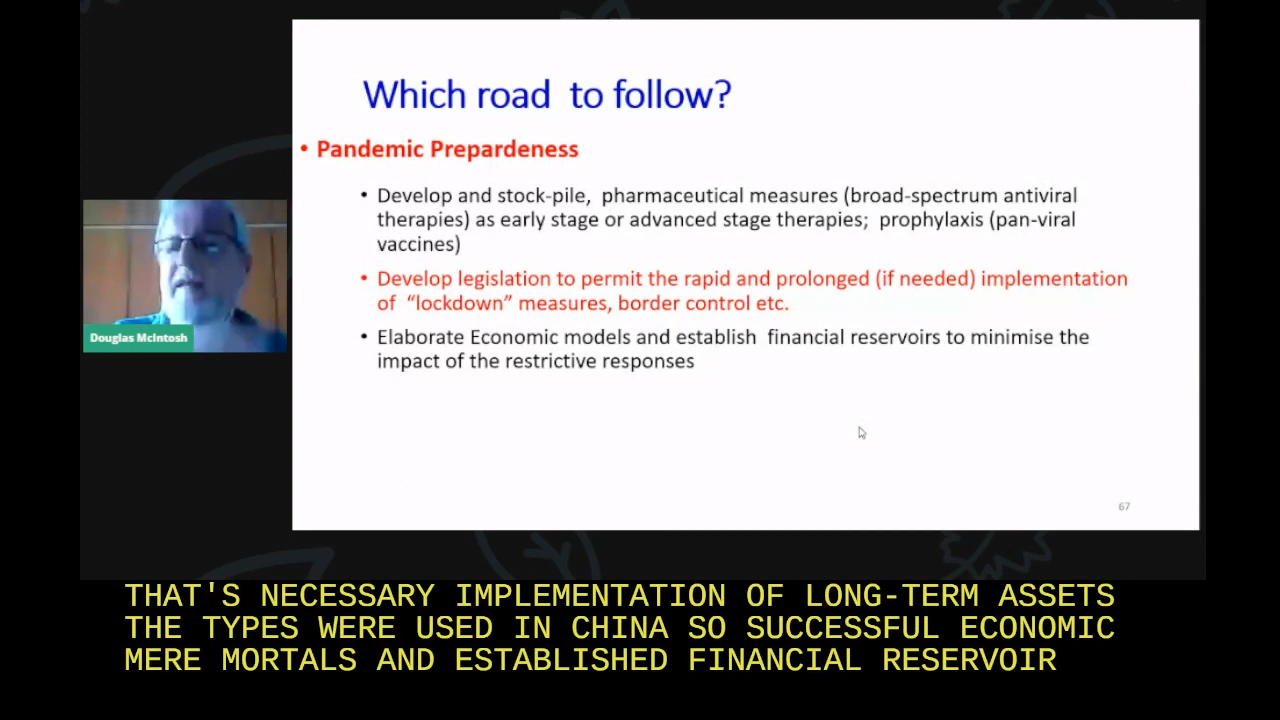 Which road to follow?
• Pandemic Prepardeness
• Develop and stock-pile, pharmaceutical measures (broad-spectrum antiviral
therapies) as early stage or advanced stage therapies; prophylaxis (pan-viral
vaccines)
• Develop legislation to permit the rapid and prolonged (if needed) implementation
of “lockdown” measures, border control etc.
• Elaborate Economic models and establish financial reservoirs to minimise the
impact of the restrictive responses
Douglas McIntosh
67
THAT'S NECESSARY IMPLEMENTATION OF LONG-TERM ASSETS
THE TYPES WERE USED IN CHINA SO SUCCESSFUL ECONOMIC
MERE MORTALS AND ESTABLISHED FINANCIAL RESERVOIR